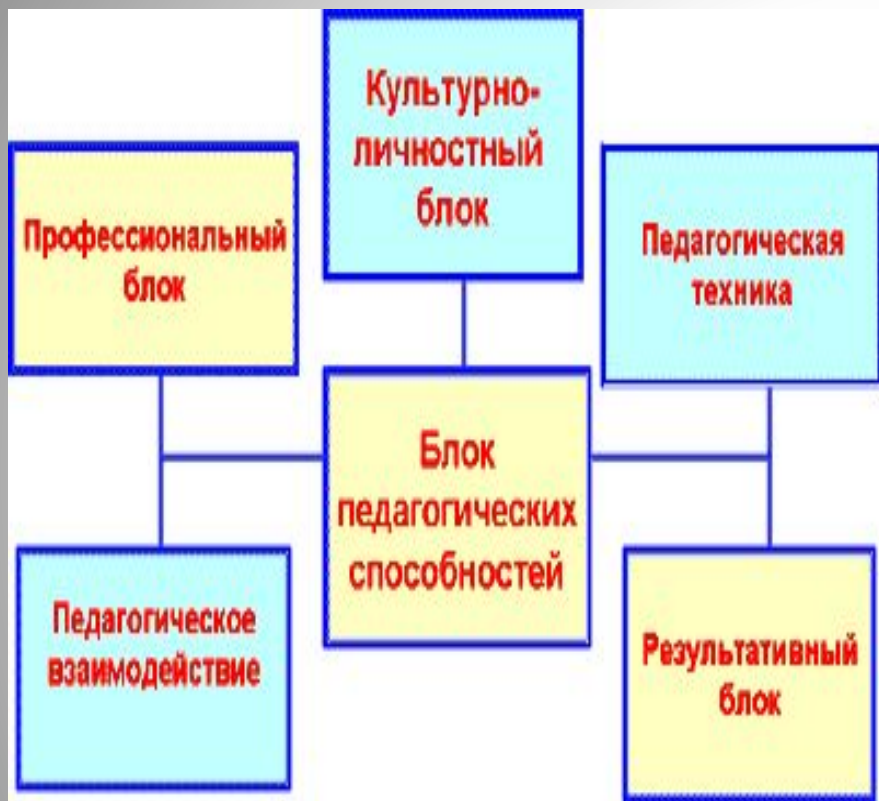 Культурно-
личностный
блок
Профессиональный
блок
Педагогическая
техника
Блок
педагогических
способностей
Педагогическое
взаимодействие
Результативный
блок